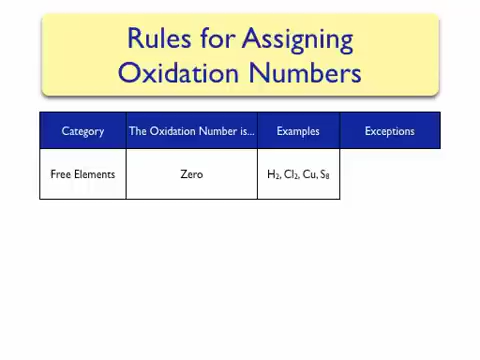 Rules for Assigning
Oxidation Numbers
Category The Oxidation Number is... Examples Exceptions
Free Elements Zero H₂, Cl₂, Cu, S₈